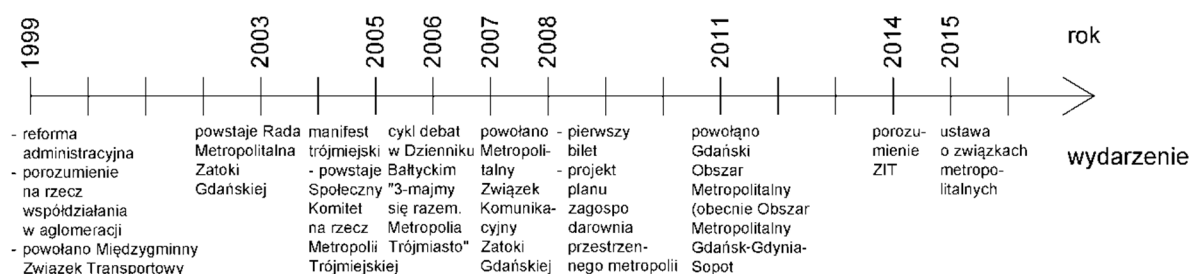 1999
2003
2005
2006
2007
2008
2011
2014
2015
rok
- reforma
administracyjna
- porozumienie
na rzecz
współdziałania
w aglomeracji
- powołano Międzygminny
Związek Transportowy
powstaje Rada
Metropolitalna
Zatoki
Gdańskiej
manifest
trójmiejski
- powstaje
Społeczny
Komitet
na rzecz
Metropolii
Trójmiejskiej
cykl debat
w Dzienniku
Bałtyckim
"3-majmy
się razem.
Metropolia
Trójmiasto"
powołano
Metropoli-
talny
Związek
Komunika-
cyjny
Zatoki
Gdańskiej
- pierwszy
bilet
- projekt
planu
zagospo
darownia
przestrzen-
nego metropolii
powołąno
Gdański
Obszar
Metropolitalny
(obecnie Obszar
Metropolitalny
Gdańsk-Gdynia-
Sopot
porozu-
mienie
ZIT
ustawa
o związkach
metropo-
litalnych
wydarzenie